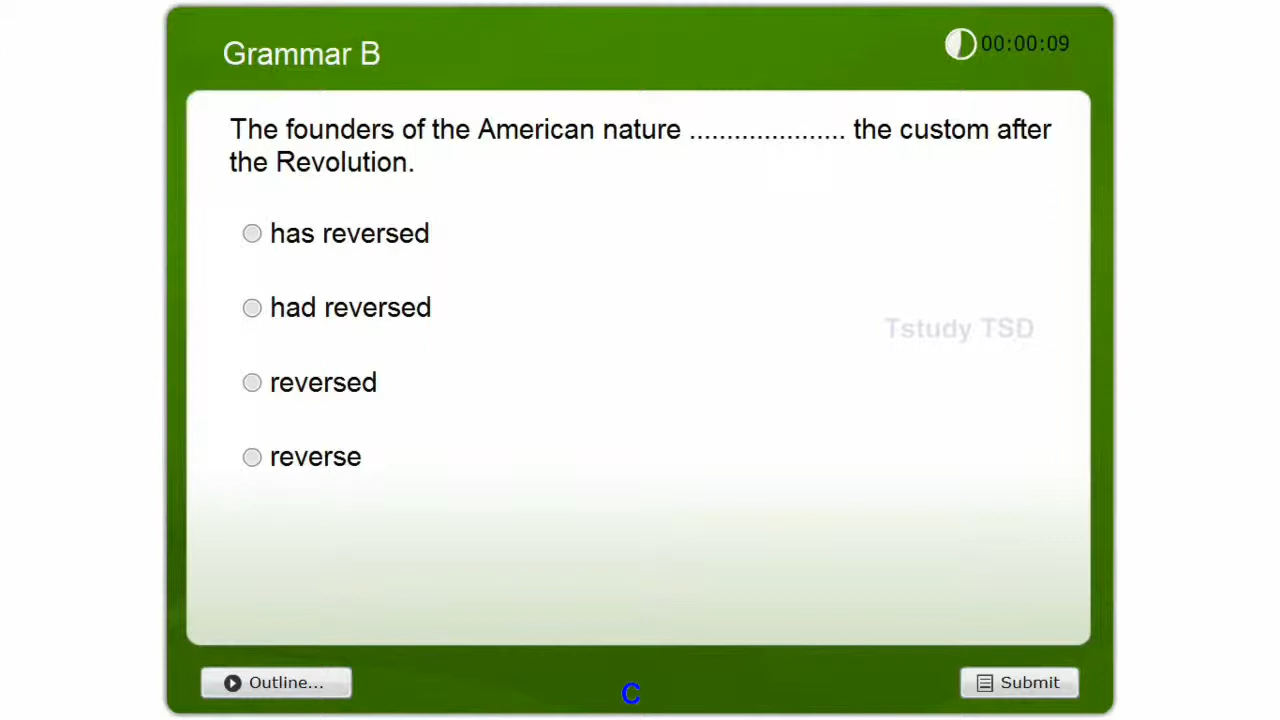 Grammar B
00:00:09
The founders of the American nature ..................... the custom after
the Revolution.
has reversed
had reversed
Tstudy TSD
reversed
reverse
Outline...
C
Submit